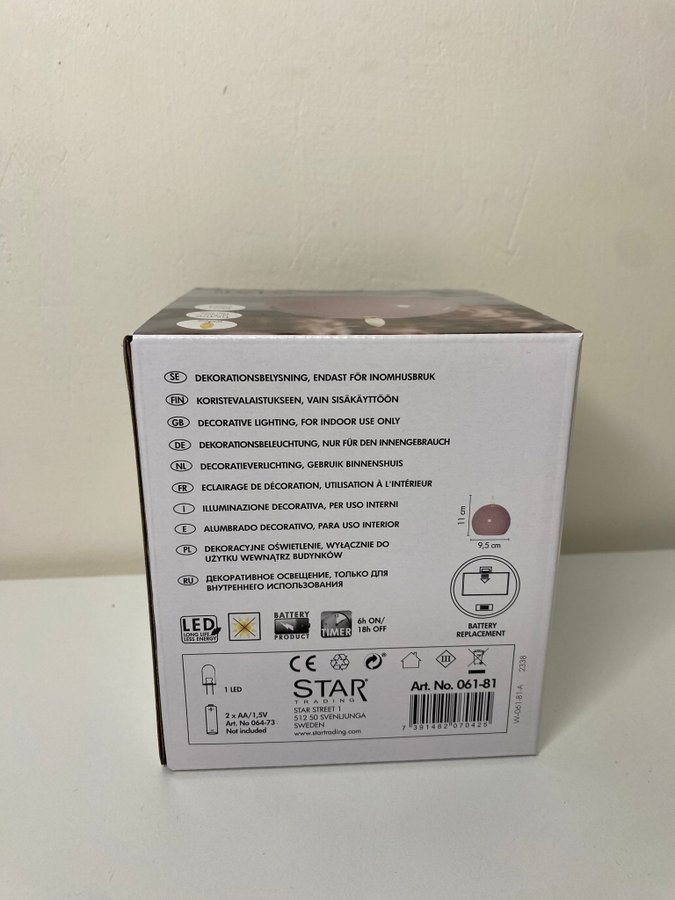 SE DEKORATIONSBELYSNING, ENDAST FÖR INOMHUSBRUK
FIN KORISTEVALAISTUKSEEN, VAIN SISÄKÄYTTÖÖN
GB DECORATIVE LIGHTING, FOR INDOOR USE ONLY
DE DEKORATIONSBELEUCHTUNG, NUR FÜR DEN INNENGEBRAUCH
NL DECORATIEVERLICHTING, GEBRUIK BINNENSHUIS
FR ECLAIRAGE DE DÉCORATION, UTILISATION À L'INTÉRIEUR
I ILLUMINAZIONE DECORATIVA, PER USO INTERNI
E ALUMBRADO DECORATIVO, PARA USO INTERIOR
PL DEKORACYJNE OŚWIETLENIE, WYŁĄCZNIE DO
UŻYTKU WEWNĄTRZ BUDYNKÓW
RU ДЕКОРАТИВНОЕ ОСВЕЩЕНИЕ, ТОЛЬКО ДЛЯ
ВНУТРЕННЕГО ИСПОЛЬЗОВАНИЯ
11 cm
9,5 cm
BATTERY
REPLACEMENT
LED
LONG LIFE
LESS ENERGY
BATTERY
PRODUCT
TIMER
6h ON/
18h OFF
1 LED
2 x AA/1,5V
Art. No 064-73
Not included
CE
III
STAR
TRADING
STAR STREET 1
512 50 SVENLJUNGA
SWEDEN
www.startrading.com
Art. No. 061-81
7 391482 070425
W-061-81-A 2338